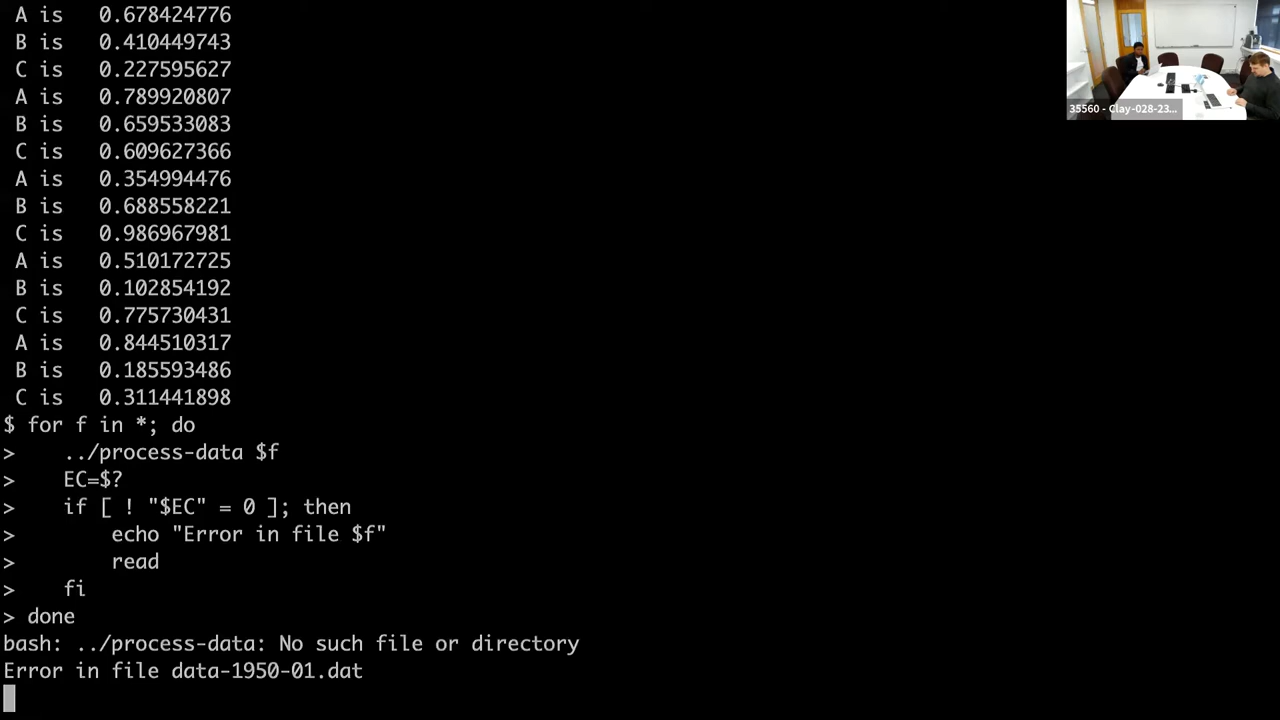 A is   0.678424776
B is   0.410449743
C is   0.227595627
A is   0.789920807
B is   0.659533083
C is   0.609627366
A is   0.354994476
B is   0.688558221
C is   0.986967981
A is   0.510172725
B is   0.102854192
C is   0.775730431
A is   0.844510317
B is   0.185593486
C is   0.311441898
$ for f in *; do
>    ../process-data $f
>    EC=$?
>    if [ ! "$EC" = 0 ]; then
>        echo "Error in file $f"
>        read
>    fi
> done
bash: ../process-data: No such file or directory
Error in file data-1950-01.dat
35560 - Clay-028-23...